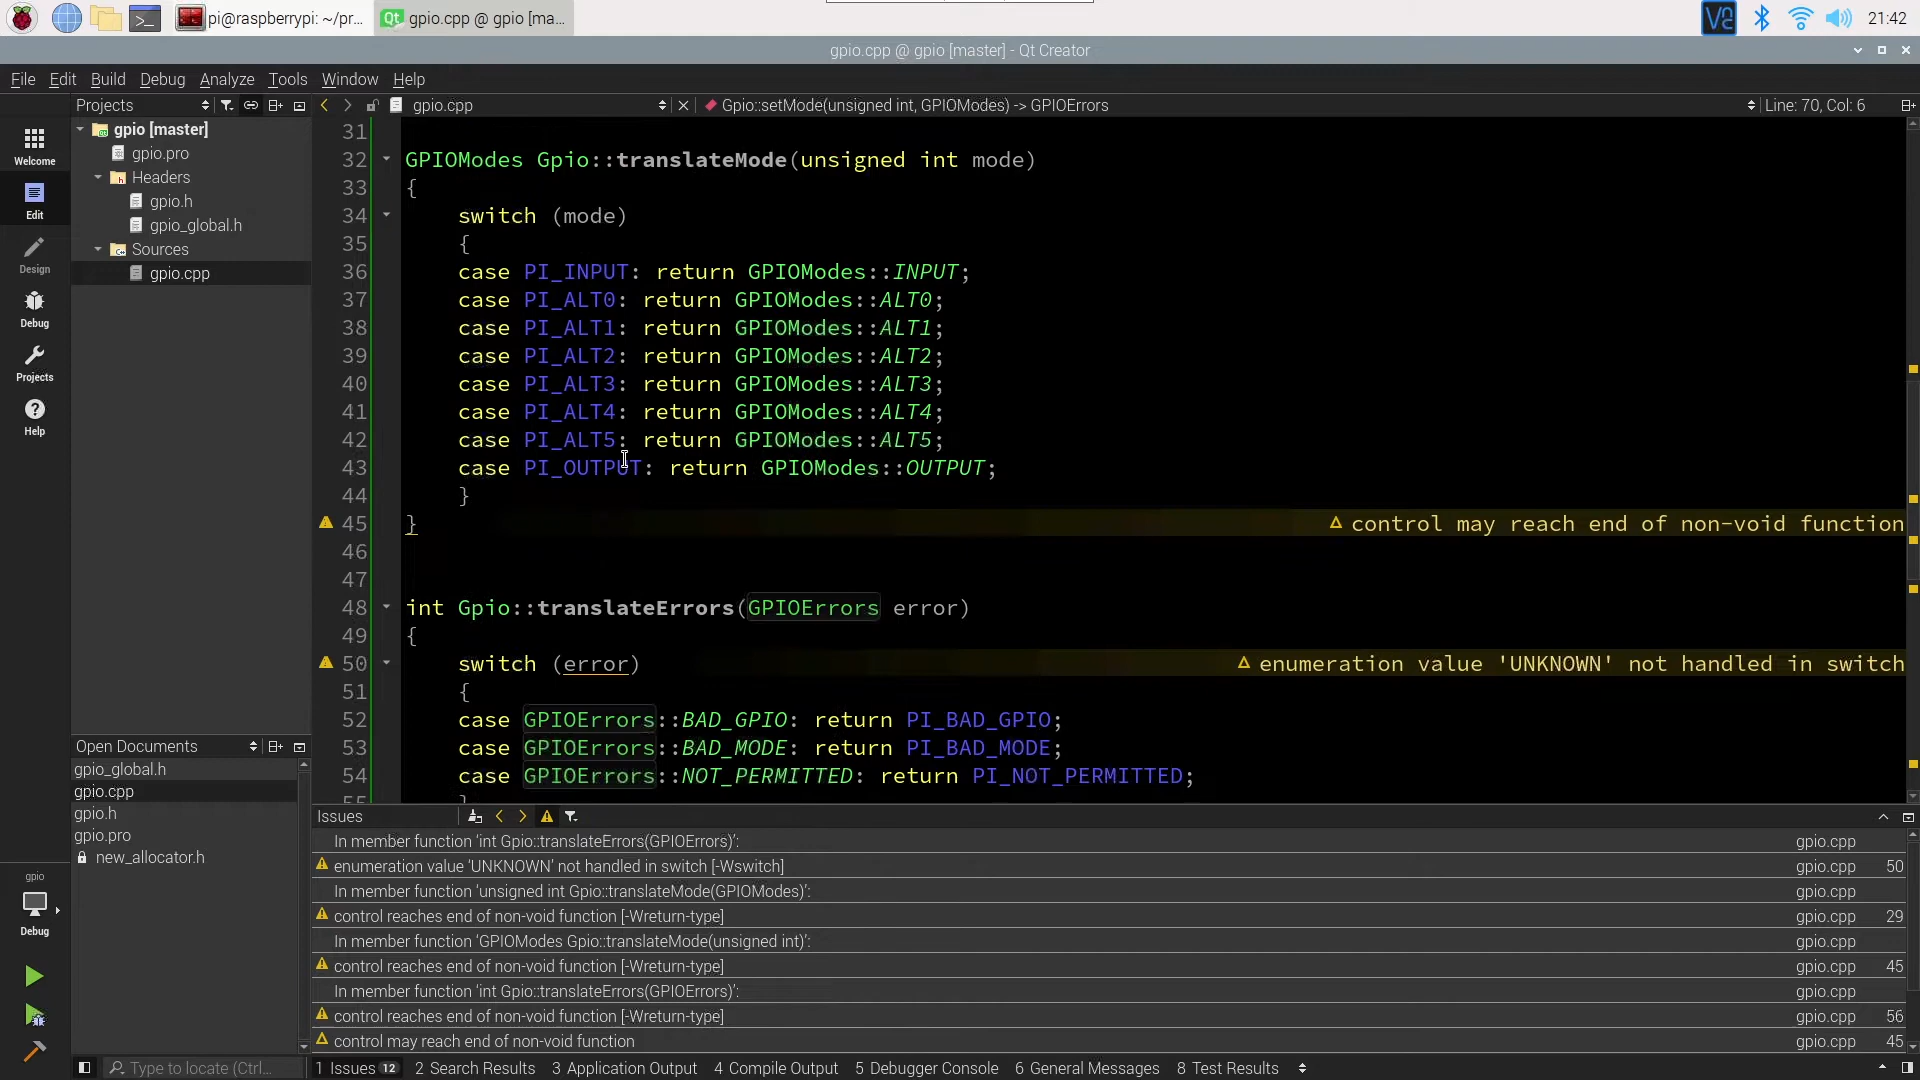 pi@raspberrypi: ~/pr...
gpio.cpp @ gpio [ma...
21:42
gpio.cpp @ gpio [master] - Qt Creator
File Edit Build Debug Analyze Tools Window Help
Projects
gpio.cpp
Gpio::setMode(unsigned int, GPIOModes) -> GPIOErrors
Line: 70, Col: 6
Welcome
Edit
Design
Debug
Projects
Help
gpio [master]
gpio.pro
Headers
gpio.h
gpio_global.h
Sources
gpio.cpp
31
32 GPIOModes Gpio::translateMode(unsigned int mode)
33 {
34 switch (mode)
35 {
36 case PI_INPUT: return GPIOModes::INPUT;
37 case PI_ALT0: return GPIOModes::ALT0;
38 case PI_ALT1: return GPIOModes::ALT1;
39 case PI_ALT2: return GPIOModes::ALT2;
40 case PI_ALT3: return GPIOModes::ALT3;
41 case PI_ALT4: return GPIOModes::ALT4;
42 case PI_ALT5: return GPIOModes::ALT5;
43 case PI_OUTPUT: return GPIOModes::OUTPUT;
44 }
45 } control may reach end of non-void function
46
47
48 int Gpio::translateErrors(GPIOErrors error)
49 {
50 switch (error) enumeration value 'UNKNOWN' not handled in switch
51 {
52 case GPIOErrors::BAD_GPIO: return PI_BAD_GPIO;
53 case GPIOErrors::BAD_MODE: return PI_BAD_MODE;
54 case GPIOErrors::NOT_PERMITTED: return PI_NOT_PERMITTED;
Open Documents
gpio_global.h
gpio.cpp
gpio.h
gpio.pro
new_allocator.h
gpio
Debug
Issues
In member function 'int Gpio::translateErrors(GPIOErrors)': gpio.cpp
enumeration value 'UNKNOWN' not handled in switch [-Wswitch] gpio.cpp 50
In member function 'unsigned int Gpio::translateMode(GPIOModes)': gpio.cpp
control reaches end of non-void function [-Wreturn-type] gpio.cpp 29
In member function 'GPIOModes Gpio::translateMode(unsigned int)': gpio.cpp
control reaches end of non-void function [-Wreturn-type] gpio.cpp 45
In member function 'int Gpio::translateErrors(GPIOErrors)': gpio.cpp
control reaches end of non-void function [-Wreturn-type] gpio.cpp 56
control may reach end of non-void function gpio.cpp 45
Type to locate (Ctrl...
1 Issues 12 2 Search Results 3 Application Output 4 Compile Output 5 Debugger Console 6 General Messages 8 Test Results